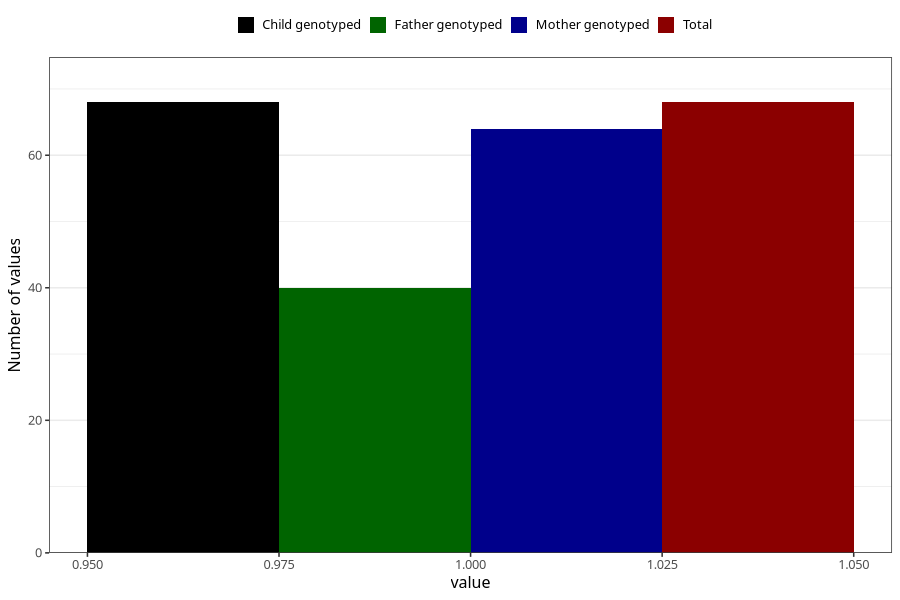 Child genotyped Father genotyped Mother genotyped Total
Number of values
60
40
20
0
0.950 0.975 1.000 1.025 1.050
value